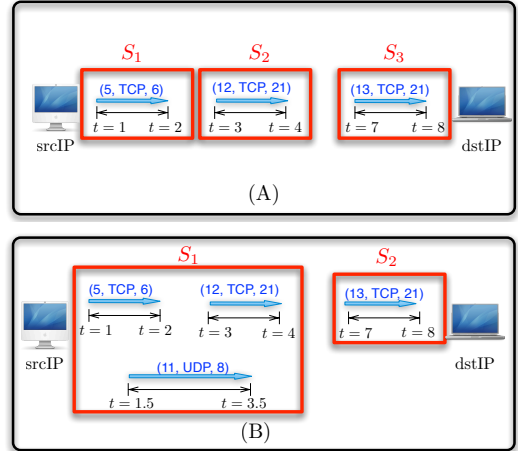 S₁ S₂ S₃
(5, TCP, 6) (12, TCP, 21) (13, TCP, 21)
t = 1 t = 2 t = 3 t = 4 t = 7 t = 8
srcIP dstIP
(A)
S₁ S₂
(5, TCP, 6) (12, TCP, 21) (13, TCP, 21)
t = 1 t = 2 t = 3 t = 4 t = 7 t = 8
srcIP dstIP
(11, UDP, 8)
t = 1.5 t = 3.5
(B)